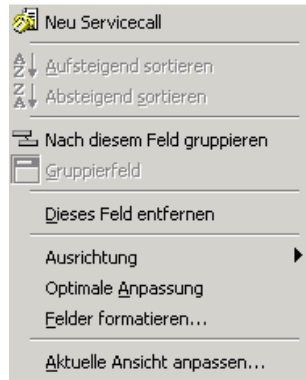 Neu Servicecall
Aufsteigend sortieren
Absteigend sortieren
Nach diesem Feld gruppieren
Gruppierfeld
Dieses Feld entfernen
Ausrichtung
Optimale Anpassung
Felder formatieren...
Aktuelle Ansicht anpassen...